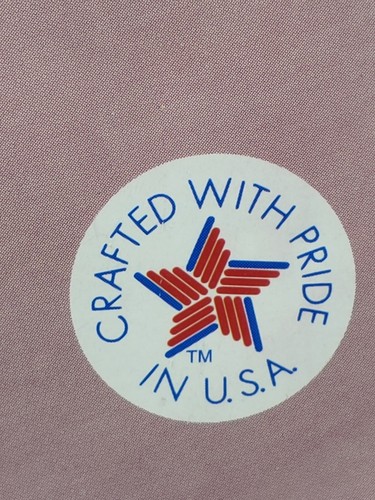 CRAFTED WITH PRIDE
IN U.S.A.
TM